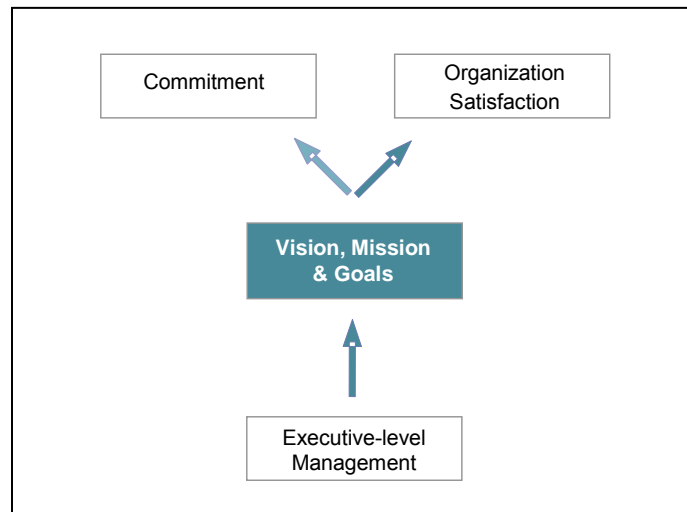 Commitment
Organization
Satisfaction
Vision, Mission
& Goals
Executive-level
Management